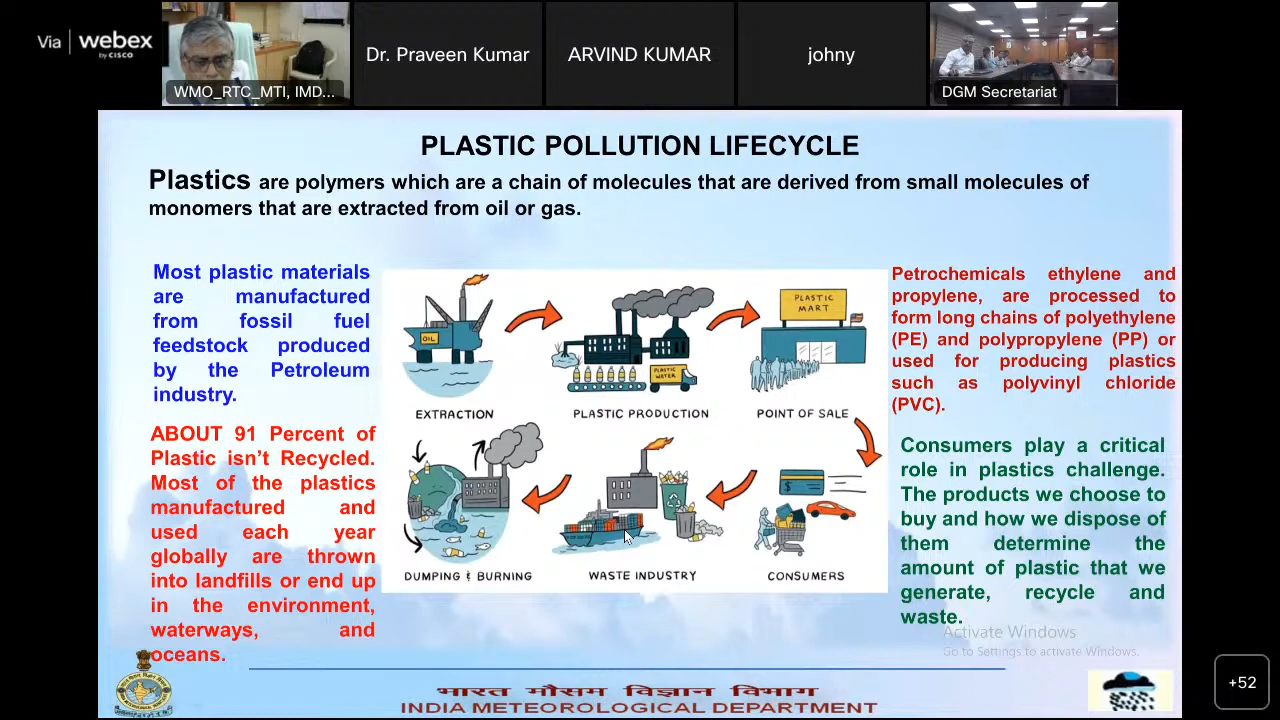 Via webex
by CISCO
WMO_RTC_MTI, IMD...
Dr. Praveen Kumar
ARVIND KUMAR
johny
DGM Secretariat
PLASTIC POLLUTION LIFECYCLE
Plastics are polymers which are a chain of molecules that are derived from small molecules of
monomers that are extracted from oil or gas.
Most plastic materials
are manufactured
from fossil fuel
feedstock produced
by the Petroleum
industry.
ABOUT 91 Percent of
Plastic isn’t Recycled.
Most of the plastics
manufactured and
used each year
globally are thrown
into landfills or end up
in the environment,
waterways, and
oceans.
OIL
EXTRACTION
PLASTIC
WATER
PLASTIC PRODUCTION
PLASTIC
MART
POINT OF SALE
DUMPING & BURNING
WASTE INDUSTRY
$
CONSUMERS
Petrochemicals ethylene and
propylene, are processed to
form long chains of polyethylene
(PE) and polypropylene (PP) or
used for producing plastics
such as polyvinyl chloride
(PVC).
Consumers play a critical
role in plastics challenge.
The products we choose to
buy and how we dispose of
them determine the
amount of plastic that we
generate, recycle and
waste.
Activate Windows
Go to Settings to activate Windows.
भारत मौसम विज्ञान विभाग
INDIA METEOROLOGICAL DEPARTMENT
+52